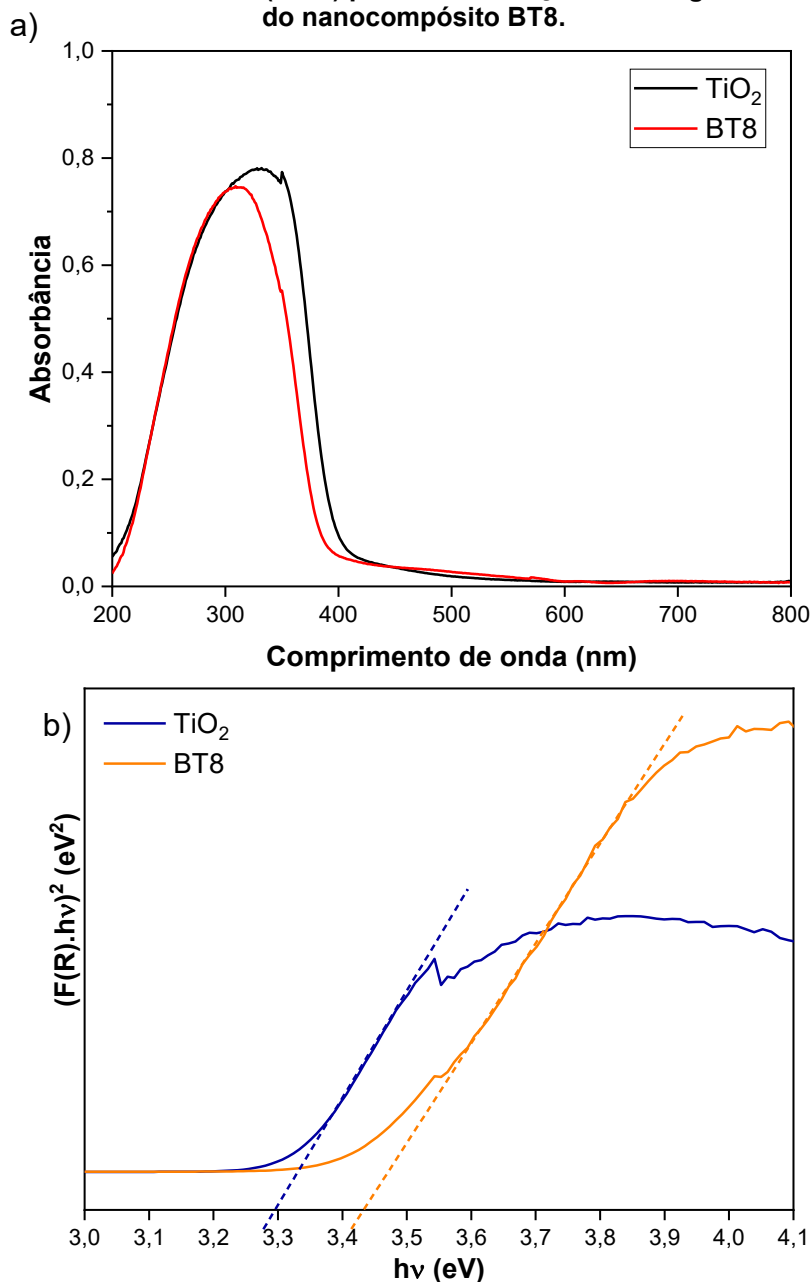 do nanocompósito BT8.
a)
1,0
TiO₂
BT8
0,8
0,6
0,4
0,2
0,0
Absorbância
200 300 400 500 600 700 800
Comprimento de onda (nm)
b)
TiO₂
BT8
(F(R).hν)² (eV²)
3,0 3,1 3,2 3,3 3,4 3,5 3,6 3,7 3,8 3,9 4,0 4,1
hν (eV)